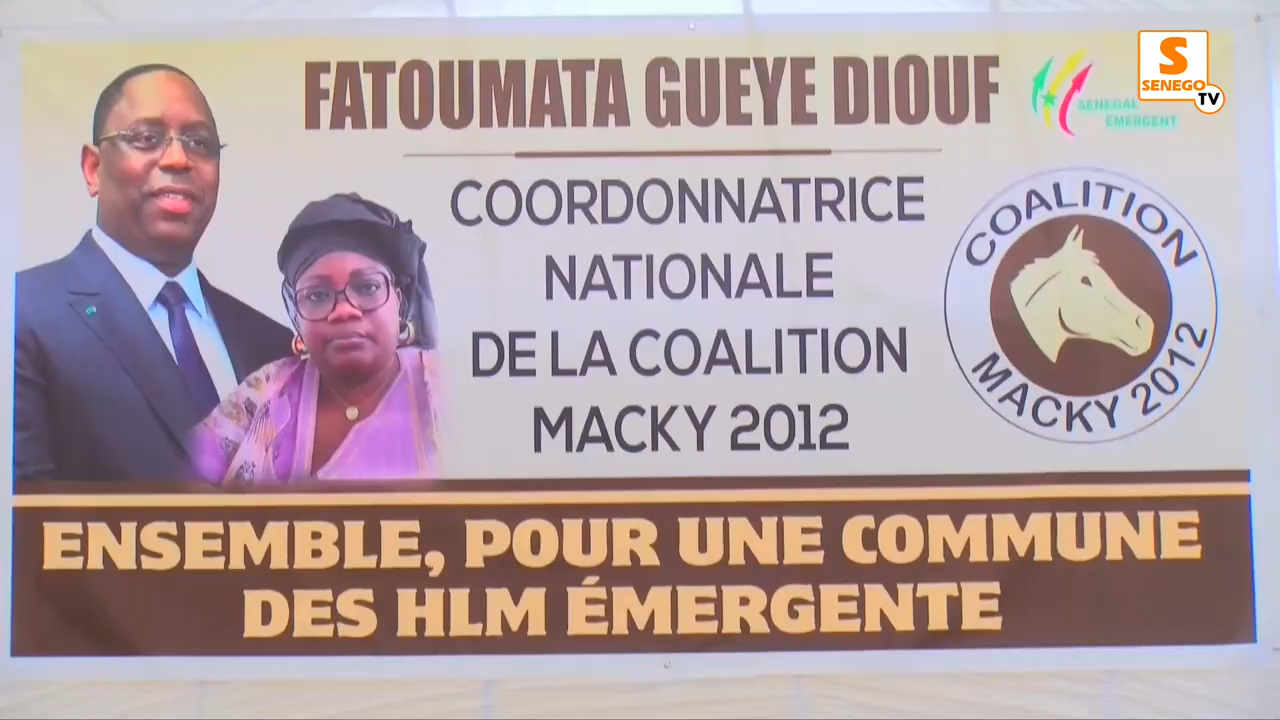 FATOUMATA GUEYE DIOUF
SENEGAL
EMERGENT
S
SENEGO
TV
COORDONNATRICE
NATIONALE
DE LA COALITION
MACKY 2012
COALITION
MACKY 2012
ENSEMBLE, POUR UNE COMMUNE
DES HLM ÉMERGENTE